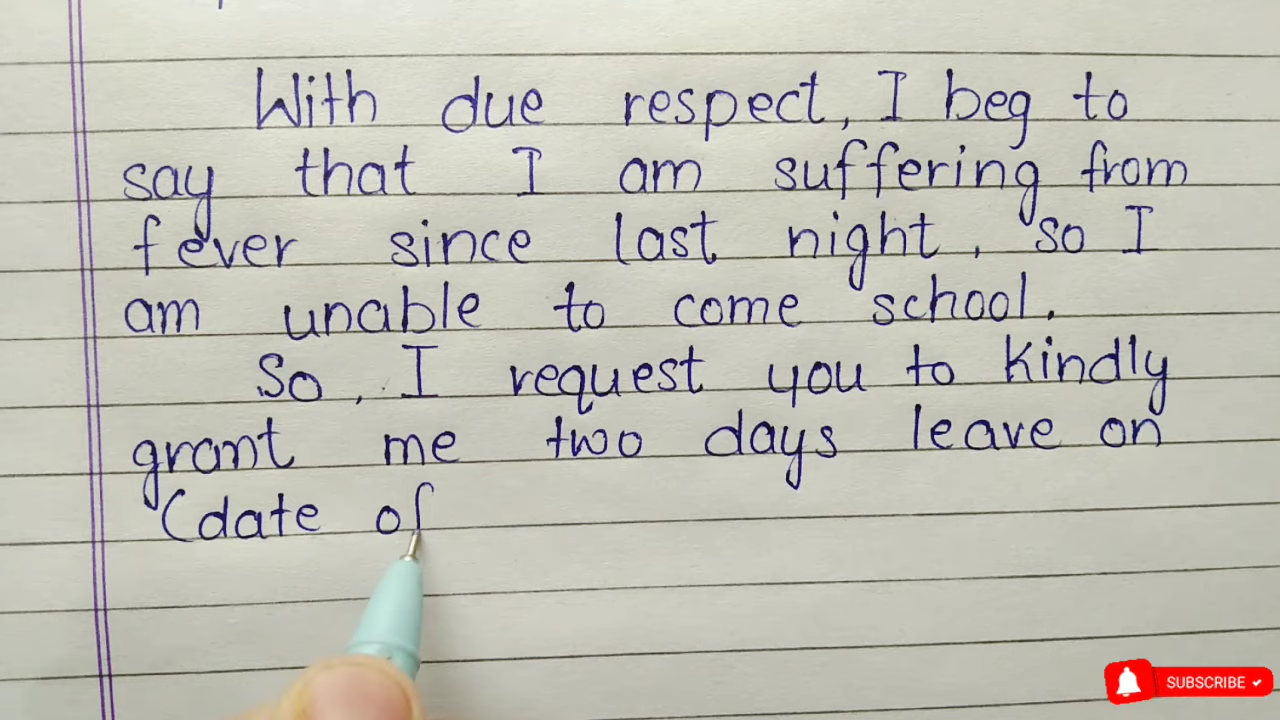 With due respect, I beg to
say that I am suffering from
fever since last night, so I
am unable to come school.
So, I request you to kindly
grant me two days leave on
(date of
SUBSCRIBE